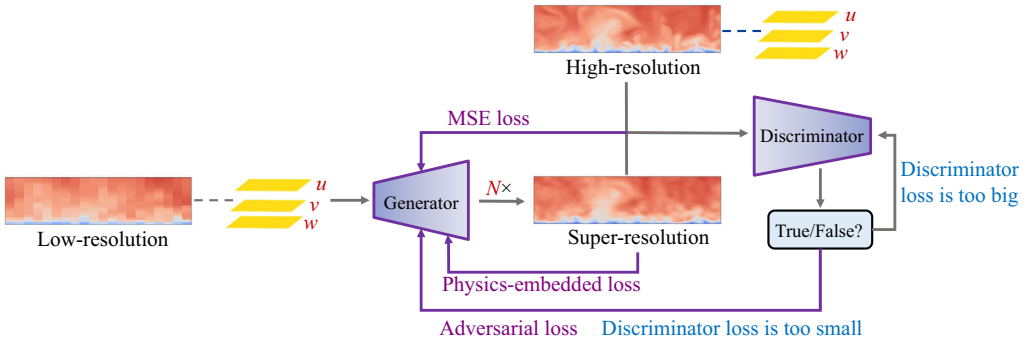 u
v
w
High-resolution
MSE loss
Discriminator
Discriminator
loss is too big
u
v
w
Low-resolution
Generator
N×
Super-resolution
True/False?
Physics-embedded loss
Adversarial loss
Discriminator loss is too small